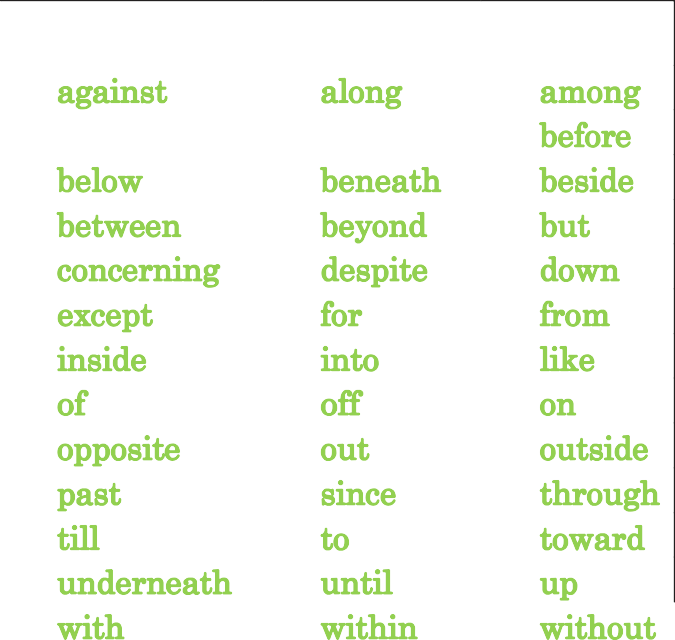 against along among
before
below beneath beside
between beyond but
concerning despite down
except for from
inside into like
of off on
opposite out outside
past since through
till to toward
underneath until up
with within without